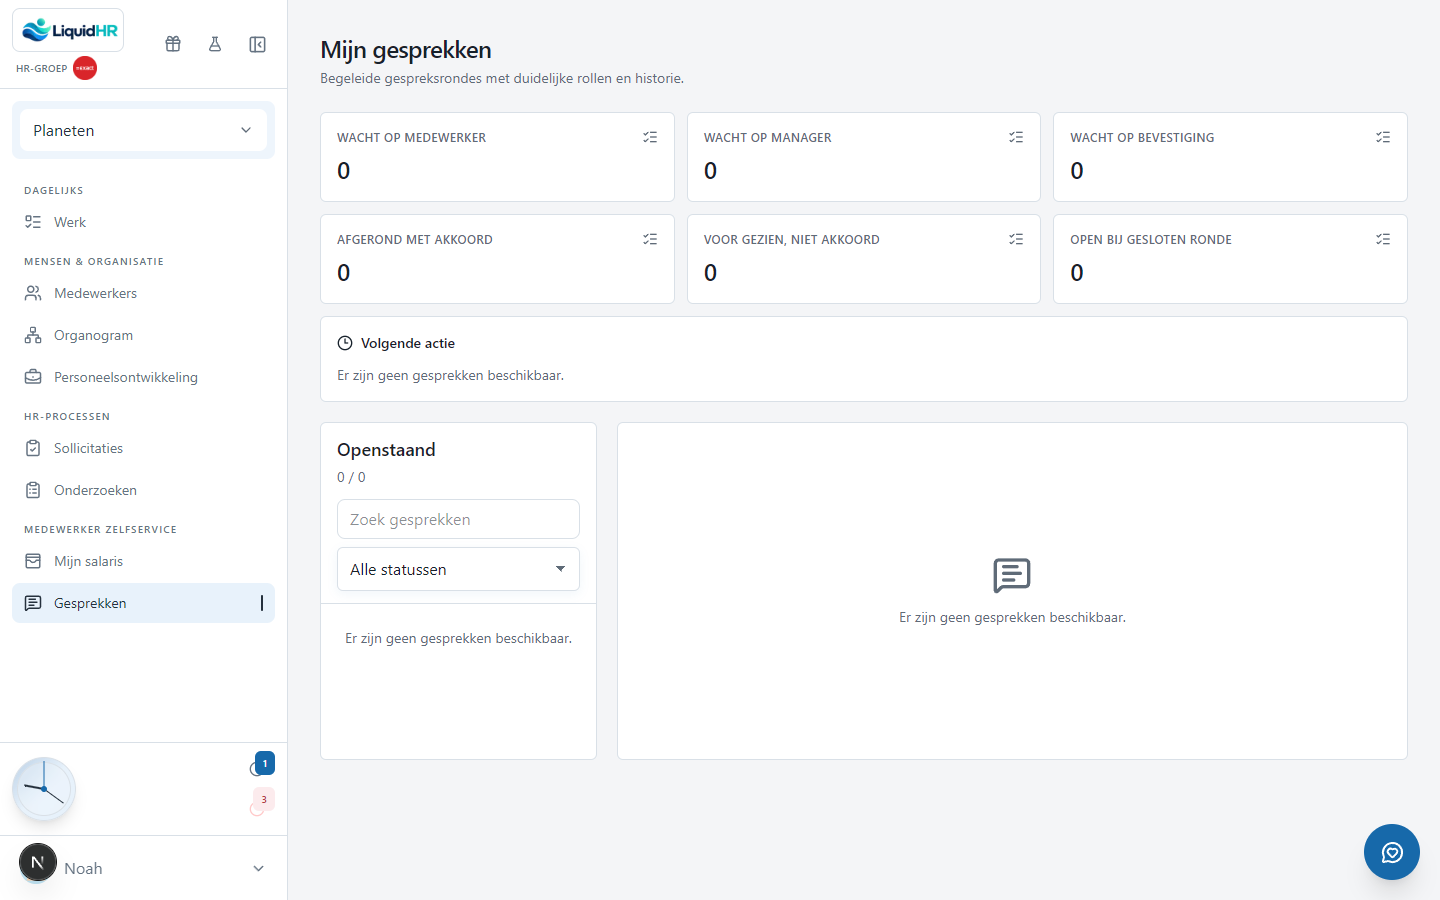 LiquidHR
HR-GROEP
Planeten
DAGELIJKS
Werk
MENSEN & ORGANISATIE
Medewerkers
Organogram
Personeelsontwikkeling
HR-PROCESSEN
Sollicitaties
Onderzoeken
MEDEWERKER ZELFSERVICE
Mijn salaris
Gesprekken
1
3
N
Noah
Mijn gesprekken
Begeleide gespreksrondes met duidelijke rollen en historie.
WACHT OP MEDEWERKER
0
WACHT OP MANAGER
0
WACHT OP BEVESTIGING
0
AFGEROND MET AKKOORD
0
VOOR GEZIEN, NIET AKKOORD
0
OPEN BIJ GESLOTEN RONDE
0
Volgende actie
Er zijn geen gesprekken beschikbaar.
Openstaand
0 / 0
Zoek gesprekken
Alle statussen
Er zijn geen gesprekken beschikbaar.
Er zijn geen gesprekken beschikbaar.